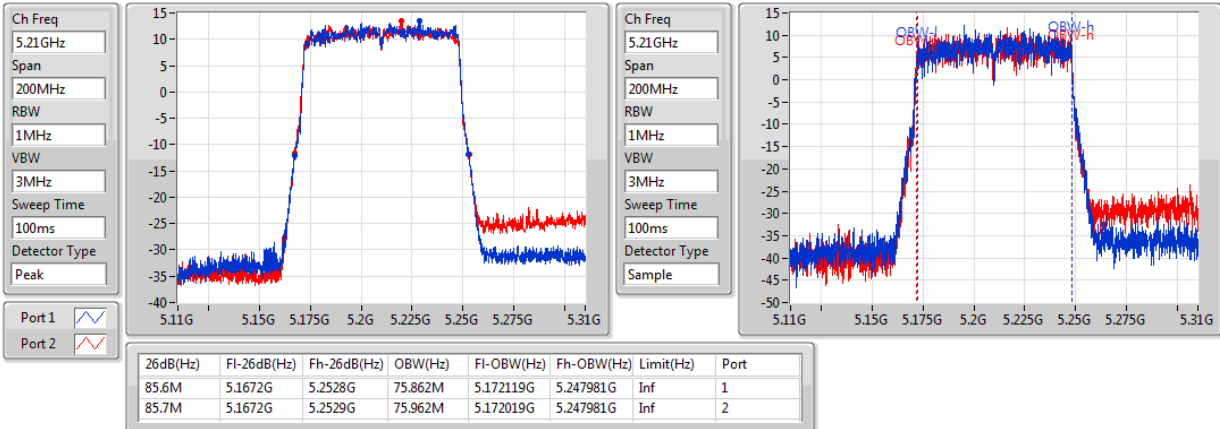 Ch Freq
5.21GHz
Span
200MHz
RBW
1MHz
VBW
3MHz
Sweep Time
100ms
Detector Type
Peak
Port 1
Port 2
15
10
5
0
-5
-10
-15
-20
-25
-30
-35
-40
5.11G 5.15G 5.175G 5.2G 5.225G 5.25G 5.275G 5.31G
Ch Freq
5.21GHz
Span
200MHz
RBW
1MHz
VBW
3MHz
Sweep Time
100ms
Detector Type
Sample
15
10
5
0
-5
-10
-15
-20
-25
-30
-35
-40
-45
-50
OBW-l OBW-h
OBW-h
5.11G 5.15G 5.175G 5.2G 5.225G 5.25G 5.275G 5.31G
26dB(Hz) Fl-26dB(Hz) Fh-26dB(Hz) OBW(Hz) Fl-OBW(Hz) Fh-OBW(Hz) Limit(Hz) Port
85.6M 5.1672G 5.2528G 75.862M 5.172119G 5.247981G Inf 1
85.7M 5.1672G 5.2529G 75.962M 5.172019G 5.247981G Inf 2